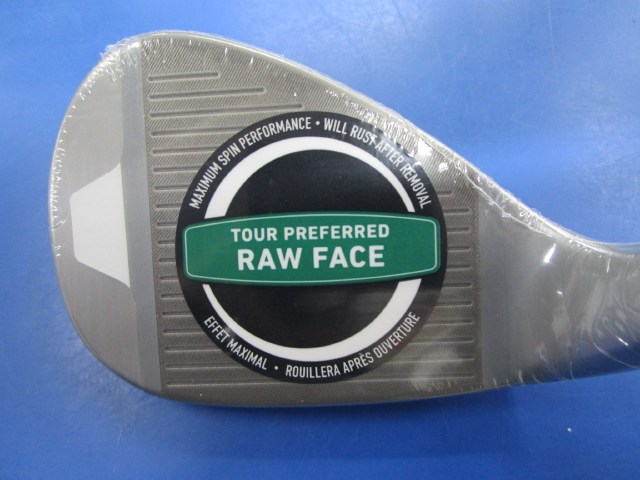 MAXIMUM SPIN PERFORMANCE • WILL RUST AFTER REMOVAL
TOUR PREFERRED
RAW FACE
EFFET MAXIMAL • ROUILLERA APRÈS OUVERTURE